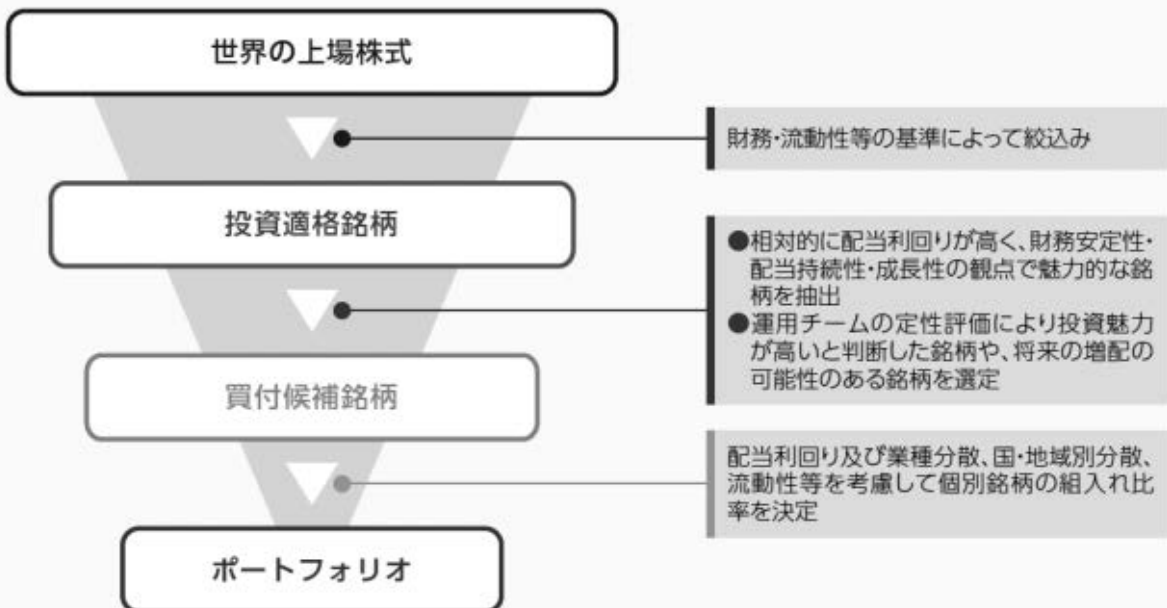 世界の上場株式
財務・流動性等の基準によって絞込み
投資適格銘柄
●相対的に配当利回りが高く、財務安定性・
配当持続性・成長性の観点で魅力的な銘
柄を抽出
●運用チームの定性評価により投資魅力
が高いと判断した銘柄や、将来の増配の
可能性のある銘柄を選定
買付候補銘柄
配当利回り及び業種分散、国・地域別分散、
流動性等を考慮して個別銘柄の組入れ比
率を決定
ポートフォリオ